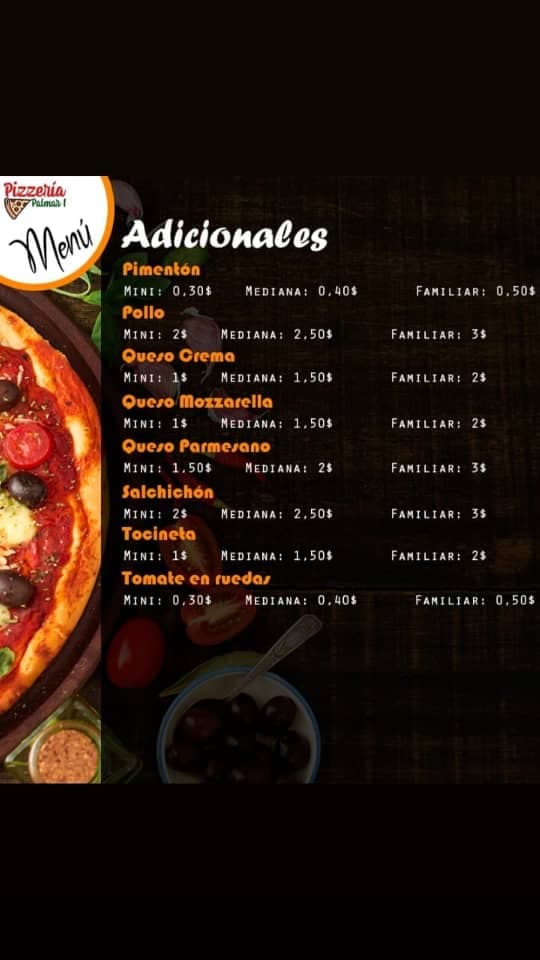 Pizzería
Palmar I
Menú
Adicionales
Pimentón
Mini: 0,30$ Mediana: 0,40$ Familiar: 0,50$
Pollo
Mini: 2$ Mediana: 2,50$ Familiar: 3$
Queso Crema
Mini: 1$ Mediana: 1,50$ Familiar: 2$
Queso Mozzarella
Mini: 1$ Mediana: 1,50$ Familiar: 2$
Queso Parmesano
Mini: 1,50$ Mediana: 2$ Familiar: 3$
Salchichón
Mini: 2$ Mediana: 2,50$ Familiar: 3$
Tocineta
Mini: 1$ Mediana: 1,50$ Familiar: 2$
Tomate en ruedas
Mini: 0,30$ Mediana: 0,40$ Familiar: 0,50$